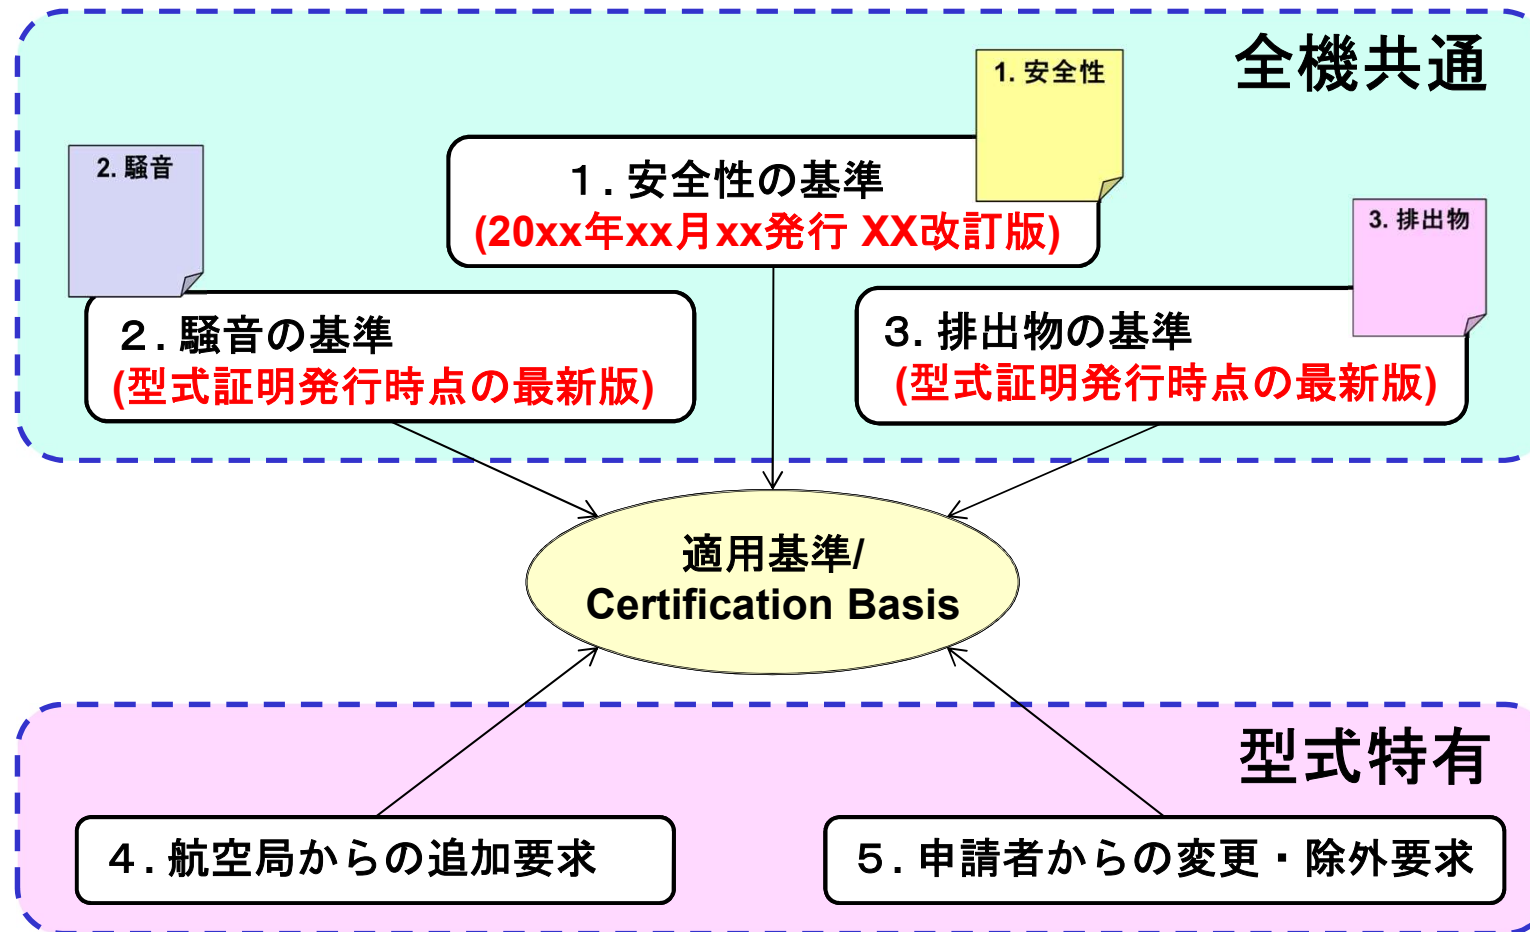 全機共通
1. 安全性
2. 騒音
１. 安全性の基準
(20xx年xx月xx発行 XX改訂版)
3. 排出物
２. 騒音の基準
(型式証明発行時点の最新版)
３. 排出物の基準
(型式証明発行時点の最新版)
適用基準/
Certification Basis
型式特有
４. 航空局からの追加要求
５. 申請者からの変更・除外要求